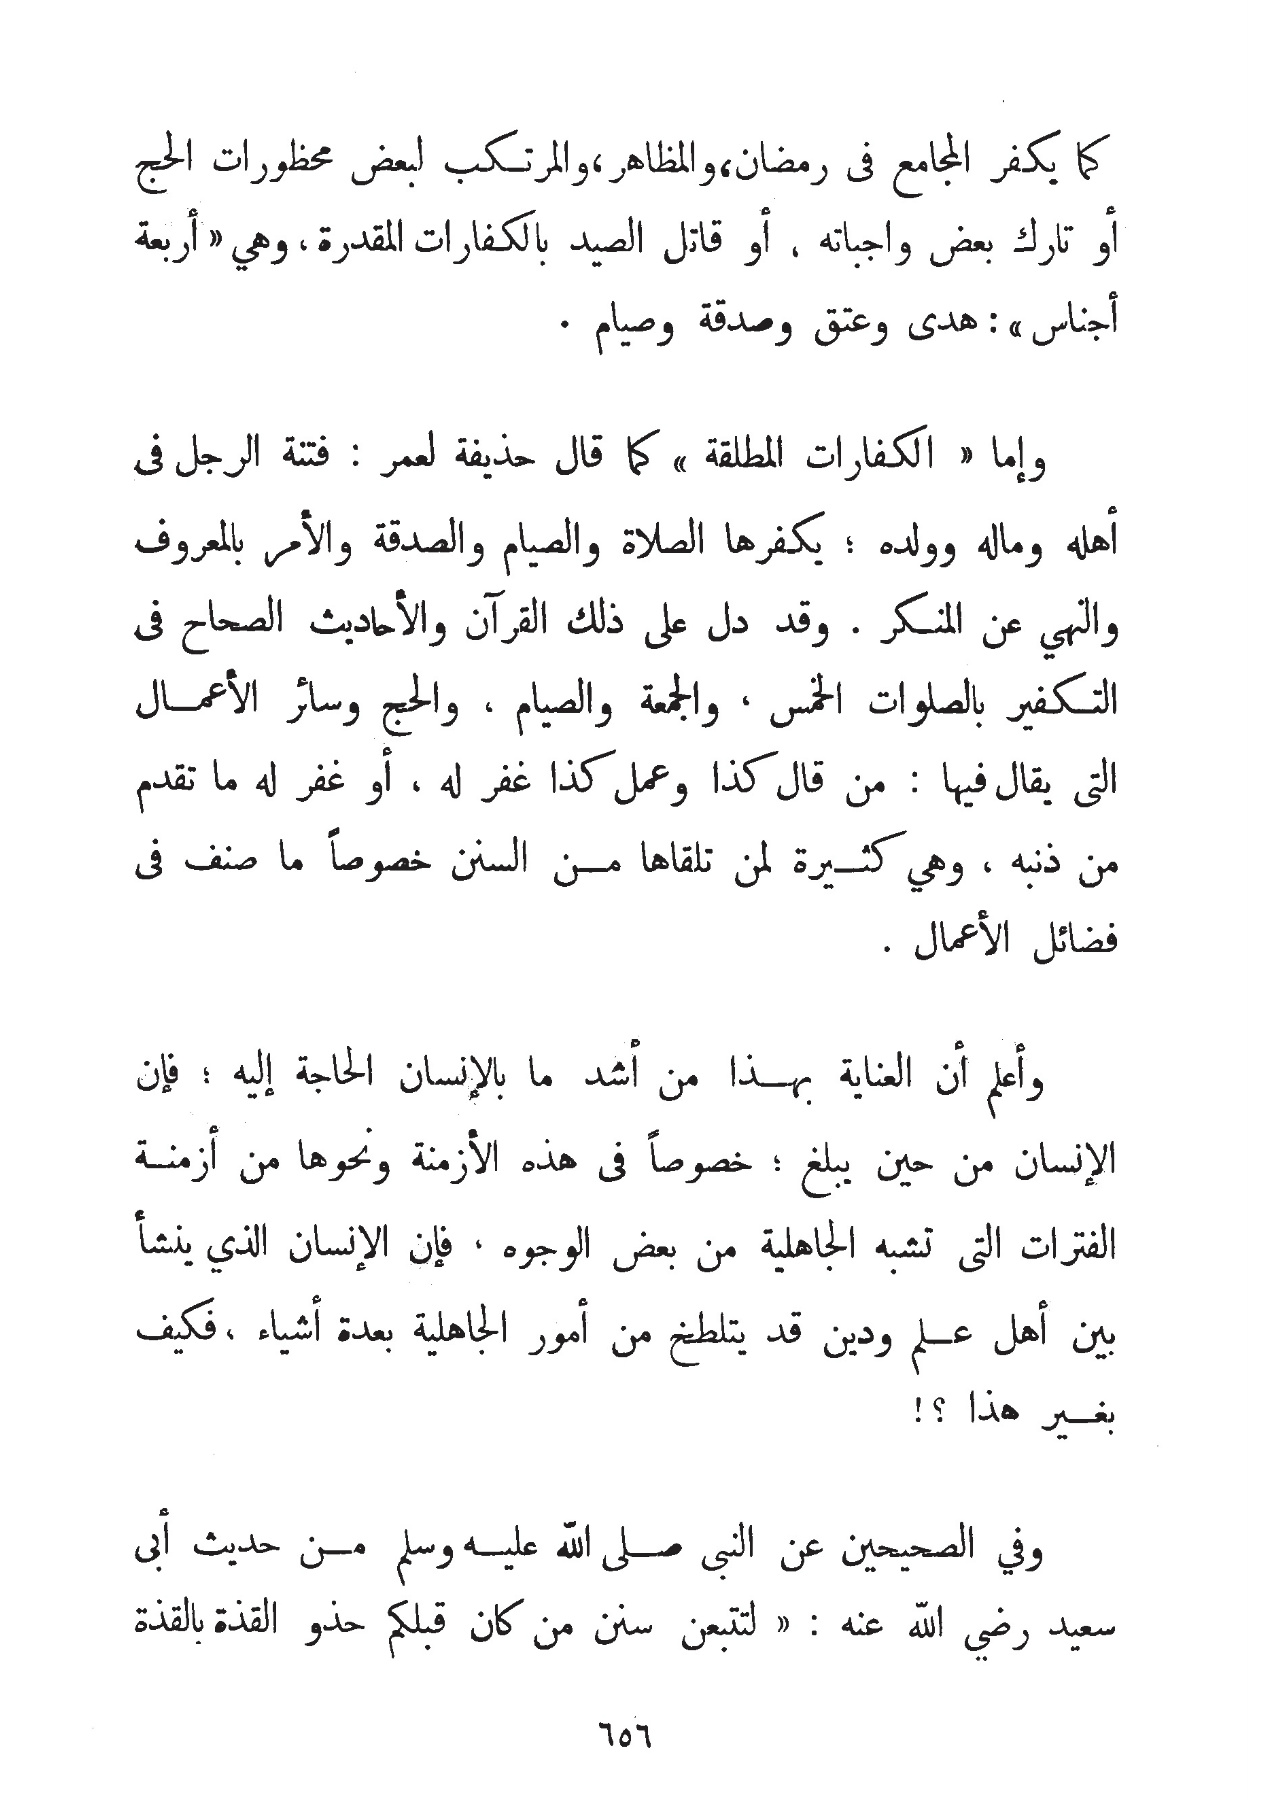 كما يكفر المجامع فى رمضان، والمظاهر، والمرتكب لبعض محظورات الحج
أو تارك بعض واجباته ، أو قاتل الصيد بالكفارات المقدرة ، وهي « أربعة
أجناس » : هدى وعتق وصدقة وصيام .
وإما « الكفارات المطلقة » كما قال حذيفة لعمر : فتنة الرجل فى
أهله وماله وولده ؛ يكفرها الصلاة والصيام والصدقة والأمر بالمعروف
والنهي عن المنكر . وقد دل على ذلك القرآن والأحاديث الصحاح فى
التكفير بالصلوات الخمس ، والجمعة والصيام ، والحج وسائر الأعمال
التى يقال فيها : من قال كذا وعمل كذا غفر له ، أو غفر له ما تقدم
من ذنبه ، وهي كثيرة لمن تلقاها من السنن خصوصاً ما صنف فى
فضائل الأعمال .
وأعلم أن العناية بهذا من أشد ما بالإنسان الحاجة إليه ؛ فإن
الإنسان من حين يبلغ ؛ خصوصاً فى هذه الأزمنة ونحوها من أزمنة
الفترات التى تشبه الجاهلية من بعض الوجوه ، فإن الإنسان الذي ينشأ
بين أهل علم ودين قد يتلطخ من أمور الجاهلية بعدة أشياء ، فكيف
بغير هذا ؟!
وفي الصحيحين عن النبى صلى الله عليه وسلم من حديث أبى
سعيد رضي الله عنه : « لتتبعن سنن من كان قبلكم حذو القذة بالقذة
٦٥٦